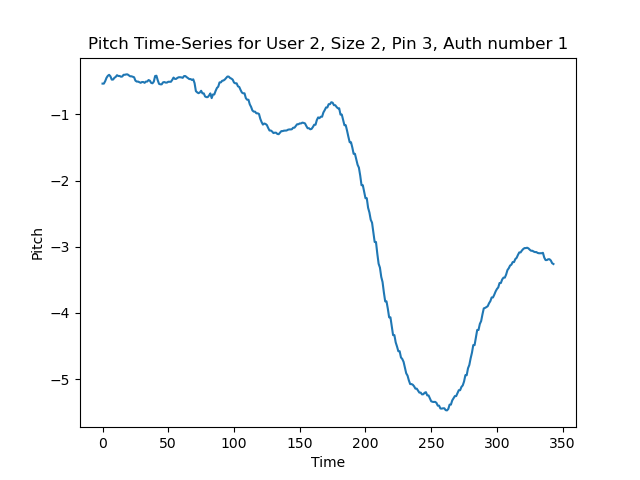 Pitch Time-Series for User 2, Size 2, Pin 3, Auth number 1
Pitch
−1
−2
−3
−4
−5
0 50 100 150 200 250 300 350
Time